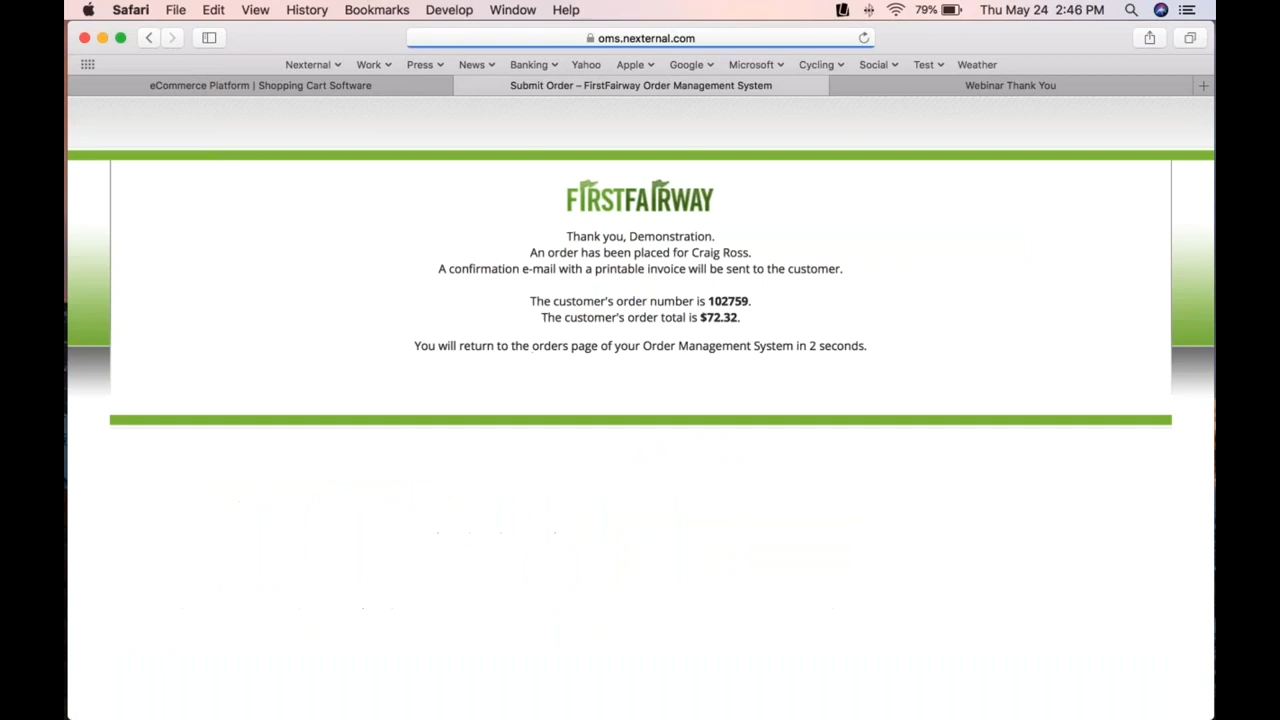 Safari File Edit View History Bookmarks Develop Window Help 79% Thu May 24 2:46 PM
oms.nexternal.com
Nexternal Work Press News Banking Yahoo Apple Google Microsoft Cycling Social Test Weather
eCommerce Platform | Shopping Cart Software Submit Order – FirstFairway Order Management System Webinar Thank You
FIRSTFAIRWAY
Thank you, Demonstration.
An order has been placed for Craig Ross.
A confirmation e-mail with a printable invoice will be sent to the customer.
The customer's order number is 102759.
The customer's order total is $72.32.
You will return to the orders page of your Order Management System in 2 seconds.